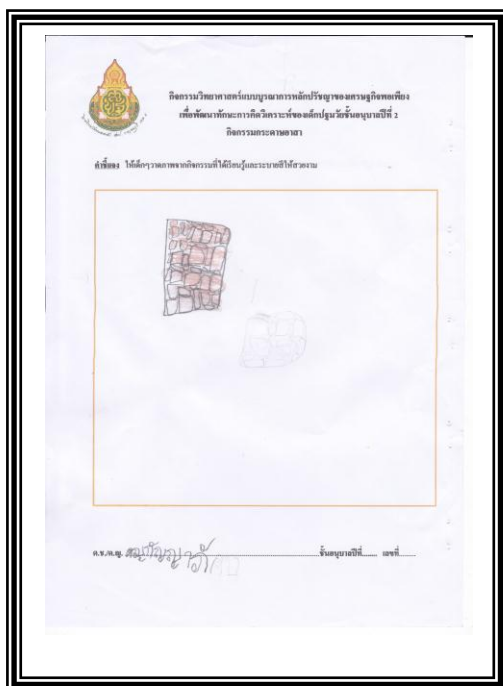 กิจกรรมวิทยาศาสตร์แบบบูรณาการหลักปรัชญาของเศรษฐกิจพอเพียง
เพื่อพัฒนาทักษะการคิดวิเคราะห์ของเด็กปฐมวัยชั้นอนุบาลปีที่ 2
กิจกรรมกระดาษอาสา
คำชี้แจง ให้เด็กๆวาดภาพจากกิจกรรมที่ได้เรียนรู้และระบายสีให้สวยงาม
ด.ช./ด.ญ. ................ชั้นอนุบาลปีที่........ เลขที่........